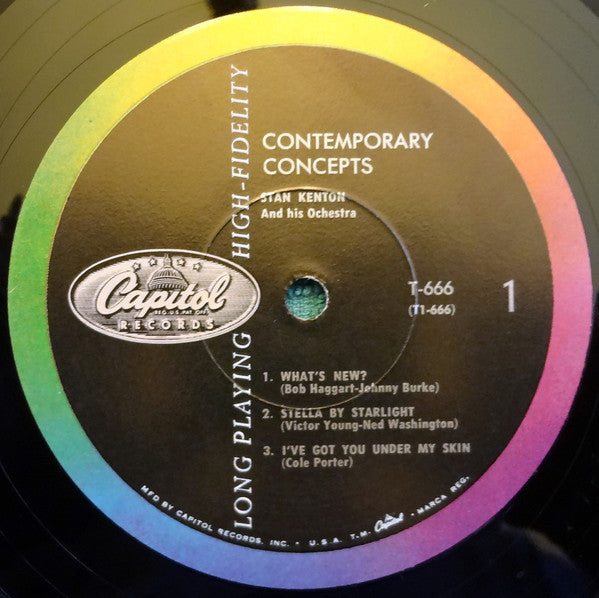 LONG PLAYING HIGH-FIDELITY
CONTEMPORARY
CONCEPTS
STAN KENTON
And his Ochestra
Capitol
REG. U.S. PAT. OFF.
RECORDS
T-666
(T1-666)
1
1. WHAT'S NEW?
(Bob Haggart-Johnny Burke)
2. STELLA BY STARLIGHT
(Victor Young-Ned Washington)
3. I'VE GOT YOU UNDER MY SKIN
(Cole Porter)
MFD BY CAPITOL RECORDS, INC. • U.S.A. T.M. Capitol • MARCA REG.